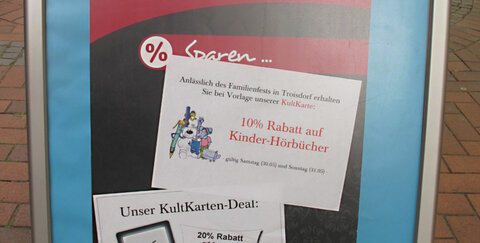 % Sparen ...
Anlässlich des Familienfests in Troisdorf erhalten
Sie bei Vorlage unserer KultKarte:
10% Rabatt auf
Kinder-Hörbücher
gültig Samstag (30.05) und Sonntag (31.05)
Unser KultKarten-Deal:
20% Rabatt